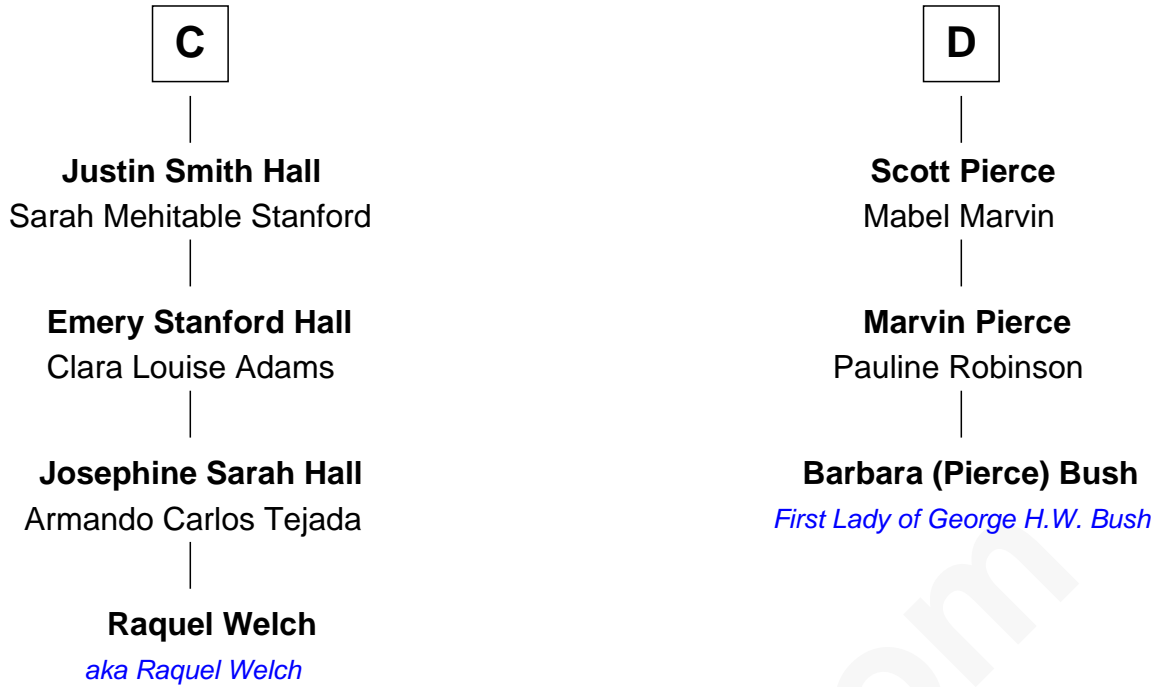 C
Justin Smith Hall
Sarah Mehitable Stanford
Emery Stanford Hall
Clara Louise Adams
Josephine Sarah Hall
Armando Carlos Tejada
Raquel Welch
aka Raquel Welch
D
Scott Pierce
Mabel Marvin
Marvin Pierce
Pauline Robinson
Barbara (Pierce) Bush
First Lady of George H.W. Bush